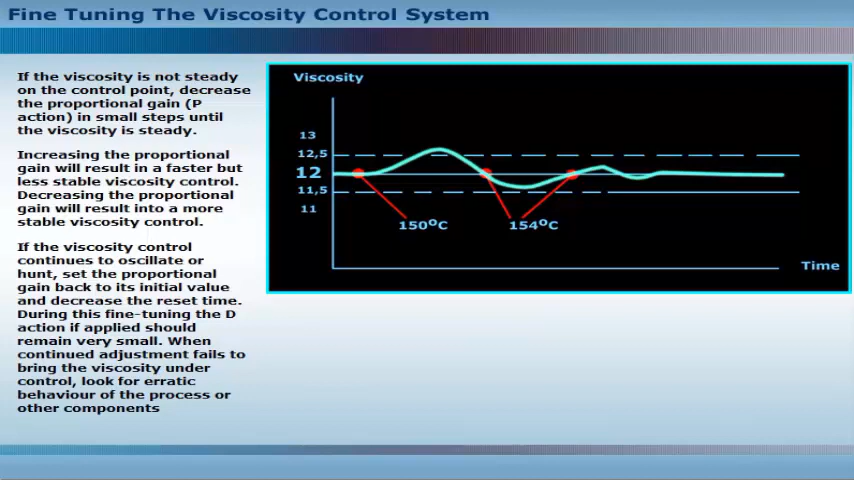 Fine Tuning The Viscosity Control System
If the viscosity is not steady
on the control point, decrease
the proportional gain (P
action) in small steps until
the viscosity is steady.
Increasing the proportional
gain will result in a faster but
less stable viscosity control.
Decreasing the proportional
gain will result into a more
stable viscosity control.
If the viscosity control
continues to oscillate or
hunt, set the proportional
gain back to its initial value
and decrease the reset time.
During this fine-tuning the D
action if applied should
remain very small. When
continued adjustment fails to
bring the viscosity under
control, look for erratic
behaviour of the process or
other components
Viscosity
13
12,5
12
11,5
11
150°C
154°C
Time